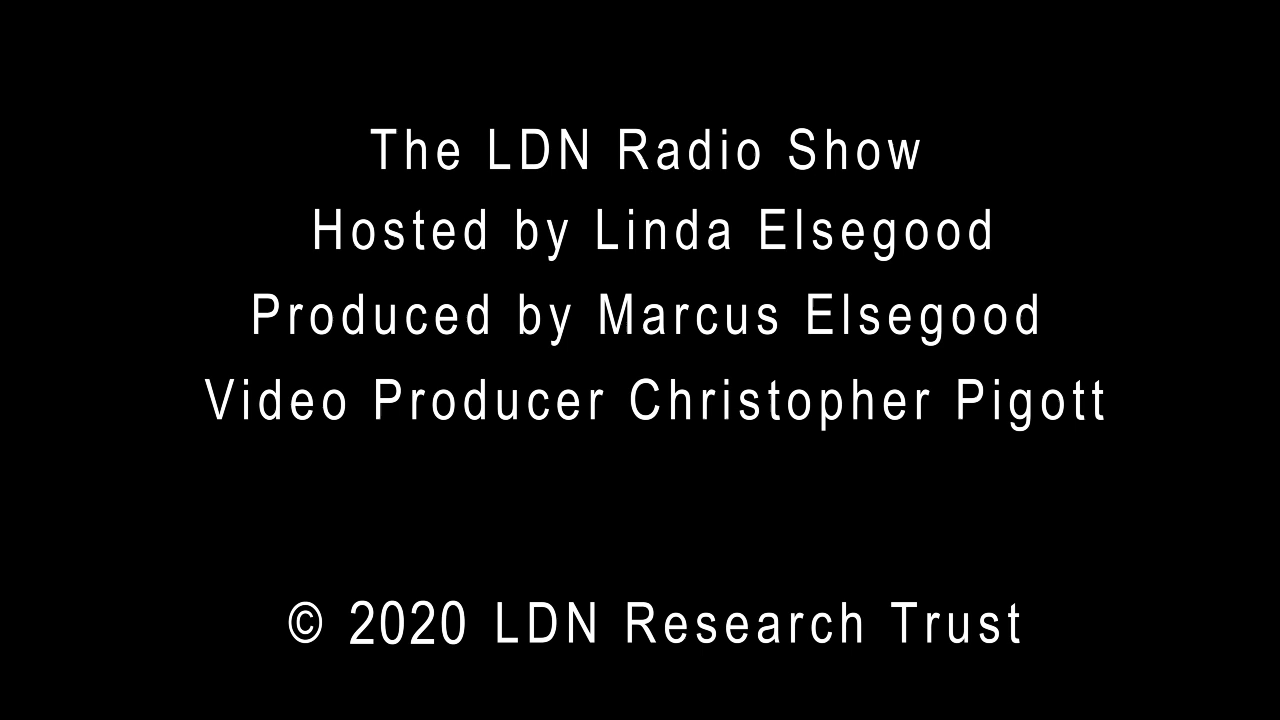 The LDN Radio Show
Hosted by Linda Elsegood
Produced by Marcus Elsegood
Video Producer Christopher Pigott
© 2020 LDN Research Trust